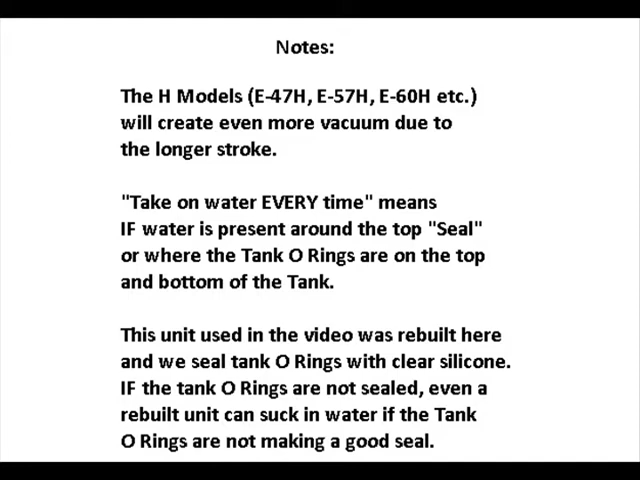 Notes:
The H Models (E-47H, E-57H, E-60H etc.)
will create even more vacuum due to
the longer stroke.
"Take on water EVERY time" means
IF water is present around the top "Seal"
or where the Tank O Rings are on the top
and bottom of the Tank.
This unit used in the video was rebuilt here
and we seal tank O Rings with clear silicone.
IF the tank O Rings are not sealed, even a
rebuilt unit can suck in water if the Tank
O Rings are not making a good seal.